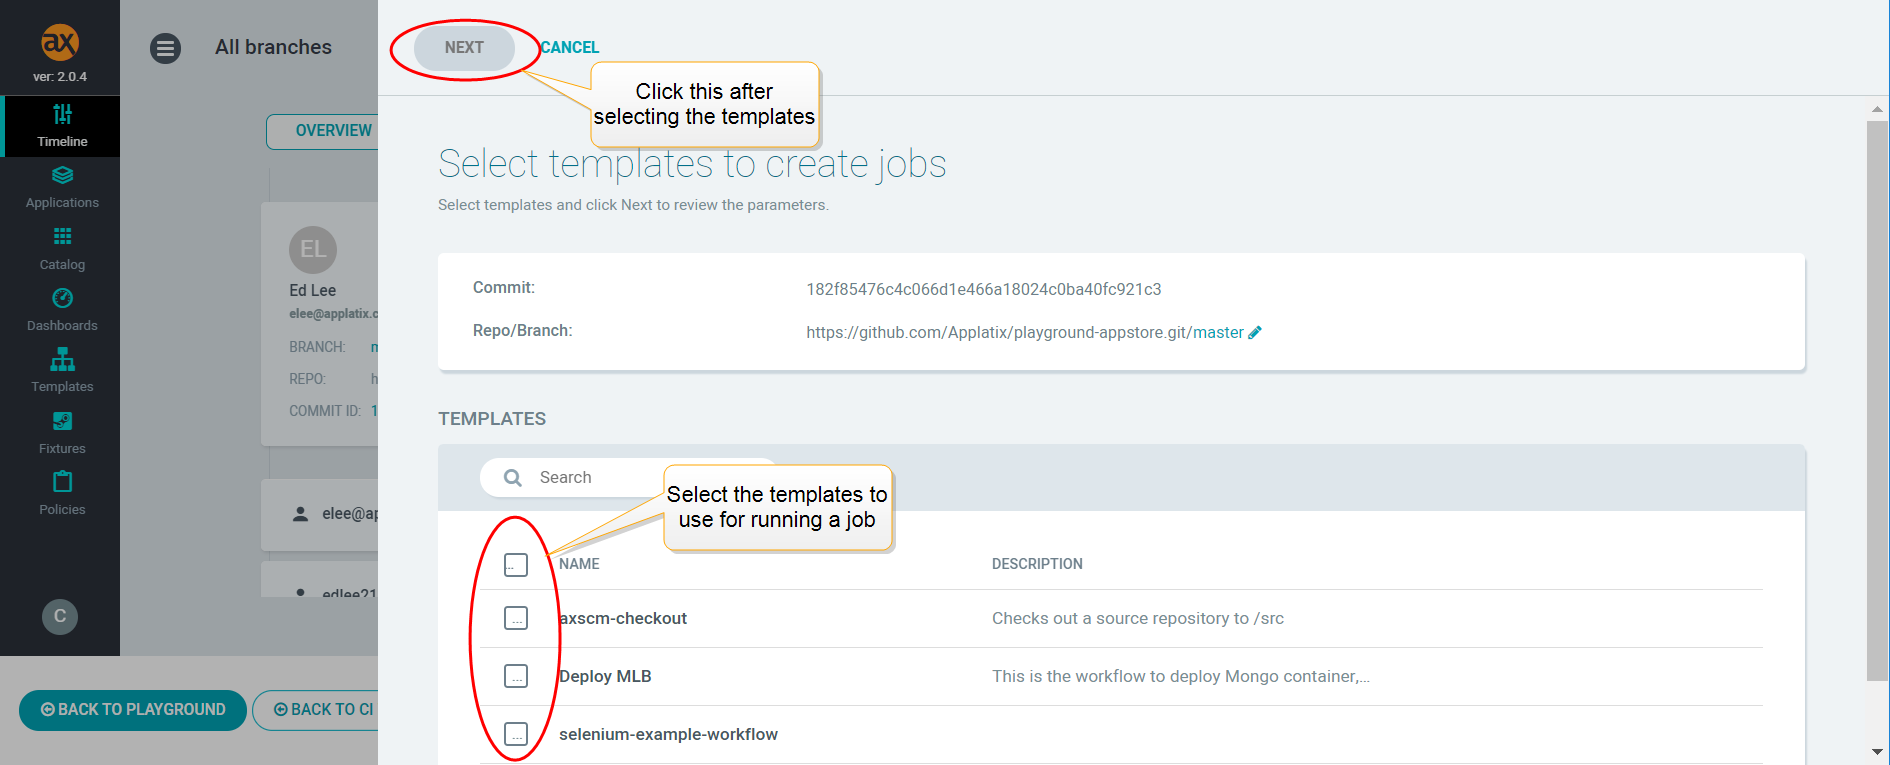 ax
ver: 2.0.4
Timeline
Applications
Catalog
Dashboards
Templates
Fixtures
Policies
C
All branches
OVERVIEW
EL
Ed Lee
elee@applatix.c
BRANCH: m
REPO: h
COMMIT ID: 1
elee@ap
edlee21
BACK TO PLAYGROUND
BACK TO CI
NEXT
CANCEL
Click this after
selecting the templates
Select templates to create jobs
Select templates and click Next to review the parameters.
Commit: 182f85476c4c066d1e466a18024c0ba40fc921c3
Repo/Branch: https://github.com/Applatix/playground-appstore.git/master
TEMPLATES
Search
Select the templates to
use for running a job
... NAME DESCRIPTION
... axscm-checkout Checks out a source repository to /src
... Deploy MLB This is the workflow to deploy Mongo container,...
... selenium-example-workflow